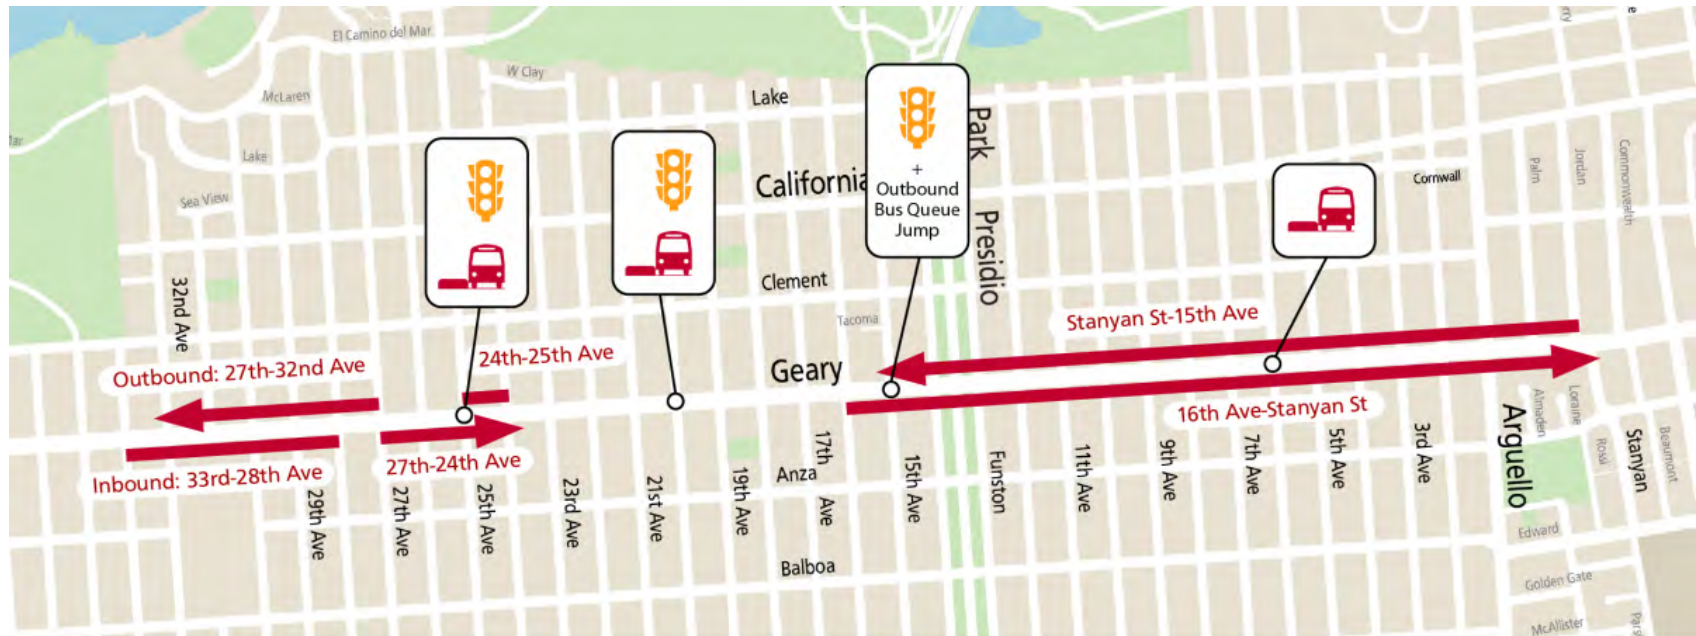 El Camino del Mar
W Clay
McLaren
Lake
Lake
Park
Presidio
+
Outbound
Bus Queue
Jump
California
Sea View
Cornwall
Palm
Jordan
Commonwealth
32nd Ave
Clement
Tacoma
Stanyan St-15th Ave
24th-25th Ave
Geary
Outbound: 27th-32nd Ave
16th Ave-Stanyan St
Inbound: 33rd-28th Ave
27th-24th Ave
29th Ave
27th Ave
25th Ave
23rd Ave
21st Ave
19th Ave
17th Ave
Anza
15th Ave
Funston
11th Ave
9th Ave
7th Ave
5th Ave
3rd Ave
Arguello
Almaden
Loraine
Rossi
Stanyan
Beaumont
Balboa
Edward
Golden Gate
McAllister